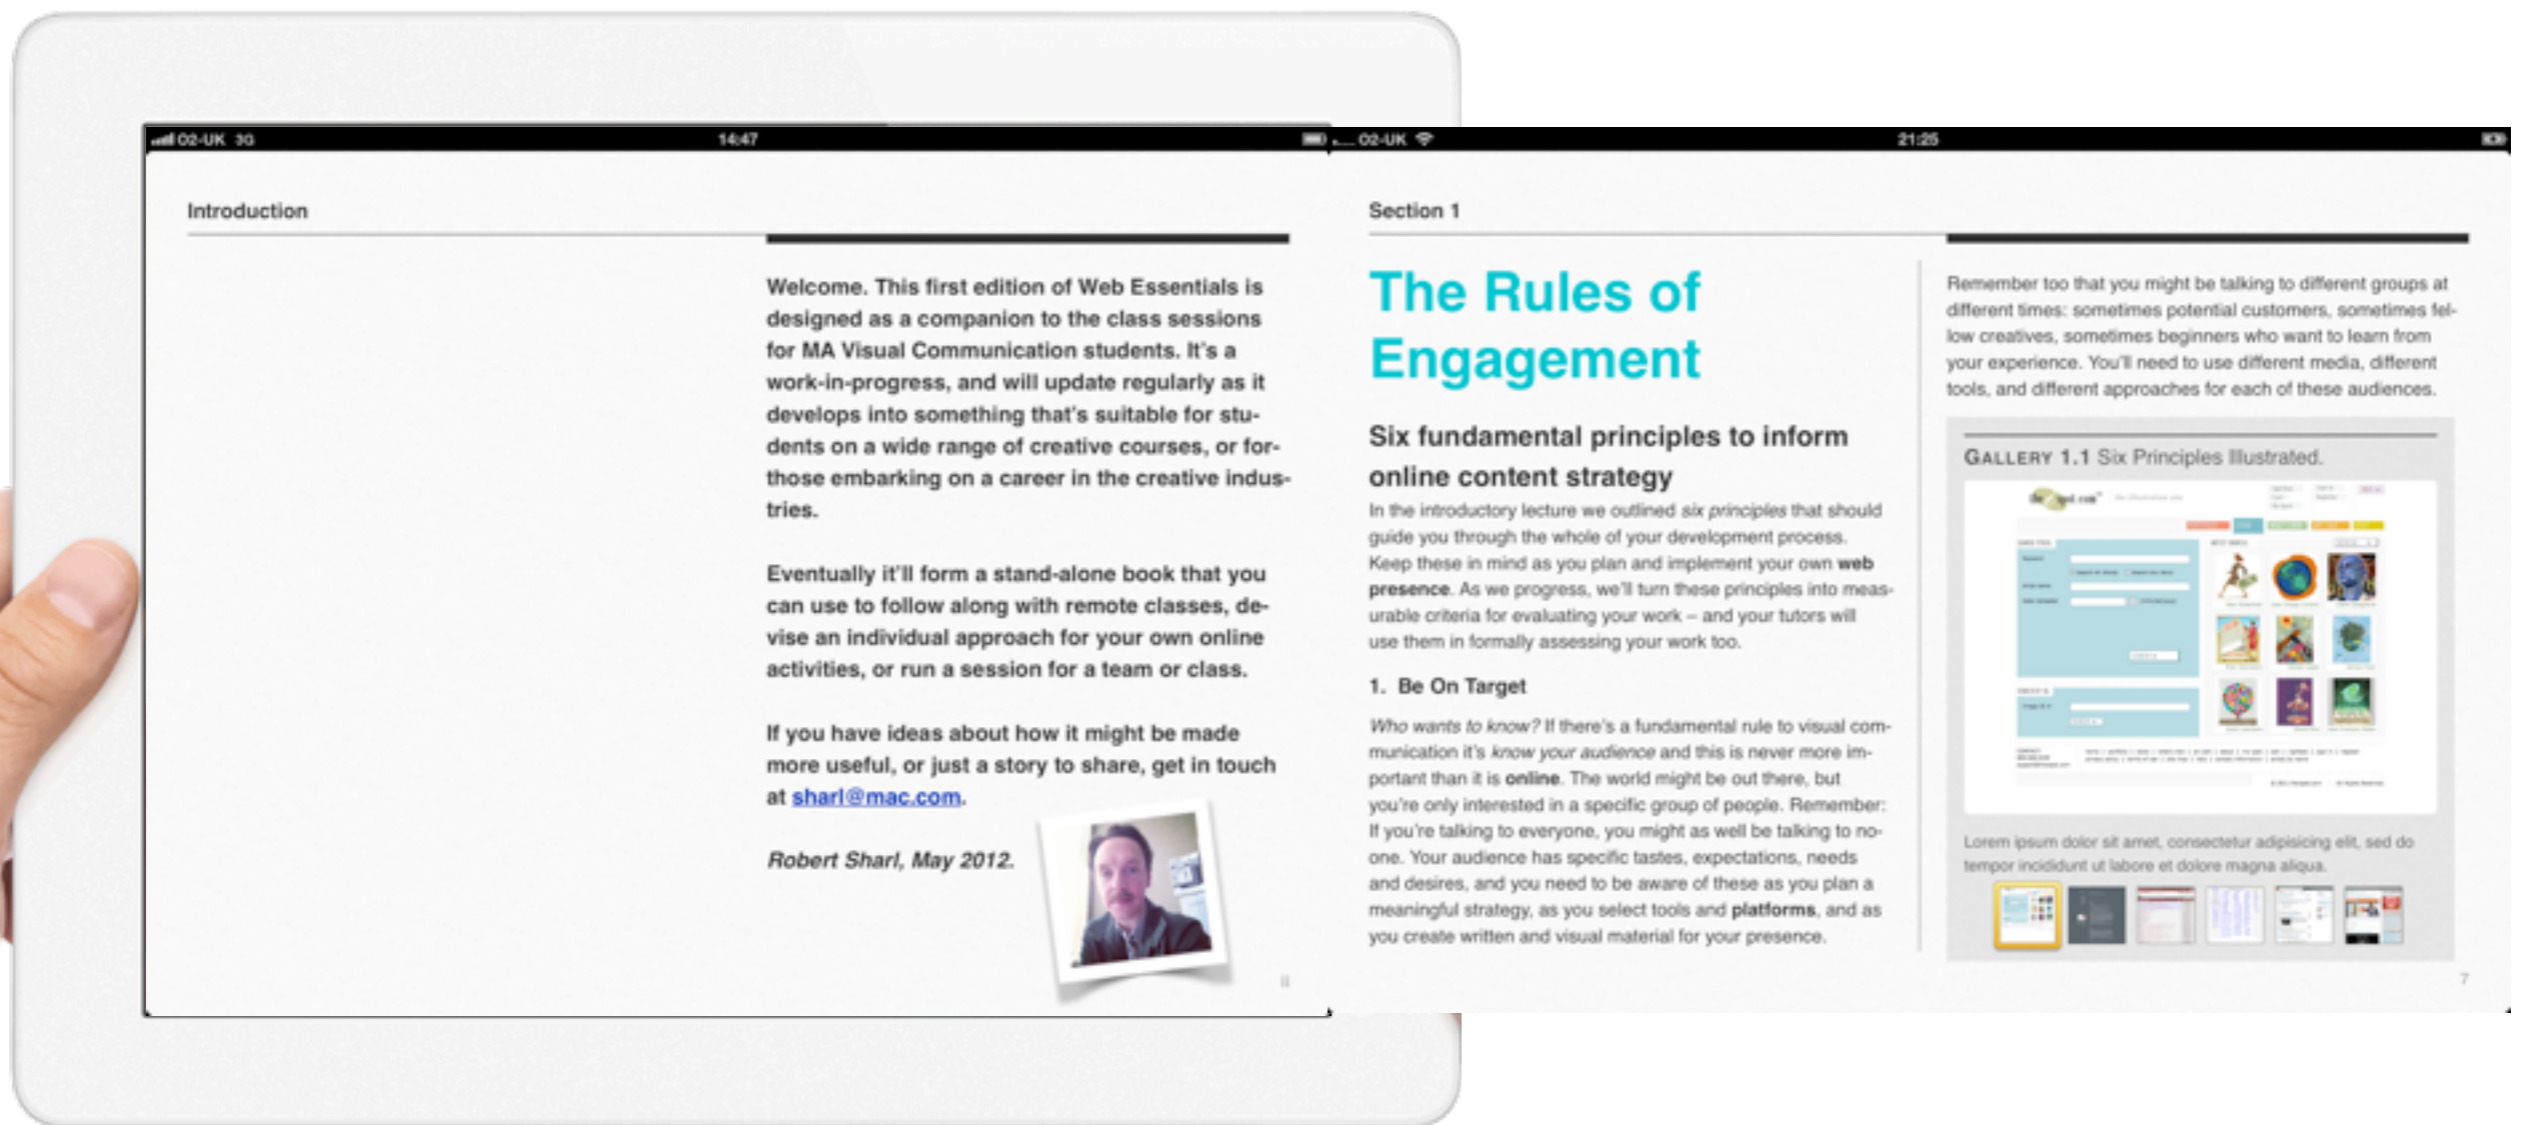 O2-UK 3G
14:47
Introduction
Welcome. This first edition of Web Essentials is
designed as a companion to the class sessions
for MA Visual Communication students. It's a
work-in-progress, and will update regularly as it
develops into something that's suitable for stu-
dents on a wide range of creative courses, or for-
those embarking on a career in the creative indus-
tries.
Eventually it'll form a stand-alone book that you
can use to follow along with remote classes, de-
vise an individual approach for your own online
activities, or run a session for a team or class.
If you have ideas about how it might be made
more useful, or just a story to share, get in touch
at sharl@mac.com.
Robert Sharl, May 2012.
ii
O2-UK
21:25
Section 1
The Rules of
Engagement
Six fundamental principles to inform
online content strategy
In the introductory lecture we outlined six principles that should
guide you through the whole of your development process.
Keep these in mind as you plan and implement your own web
presence. As we progress, we'll turn these principles into meas-
urable criteria for evaluating your work – and your tutors will
use them in formally assessing your work too.
1. Be On Target
Who wants to know? If there's a fundamental rule to visual com-
munication it's know your audience and this is never more im-
portant than it is online. The world might be out there, but
you're only interested in a specific group of people. Remember:
If you're talking to everyone, you might as well be talking to no-
one. Your audience has specific tastes, expectations, needs
and desires, and you need to be aware of these as you plan a
meaningful strategy, as you select tools and platforms, and as
you create written and visual material for your presence.
Remember too that you might be talking to different groups at
different times: sometimes potential customers, sometimes fel-
low creatives, sometimes beginners who want to learn from
your experience. You'll need to use different media, different
tools, and different approaches for each of these audiences.
GALLERY 1.1 Six Principles Illustrated.
Lorem ipsum dolor sit amet, consectetur adipisicing elit, sed do
tempor incididunt ut labore et dolore magna aliqua.
7